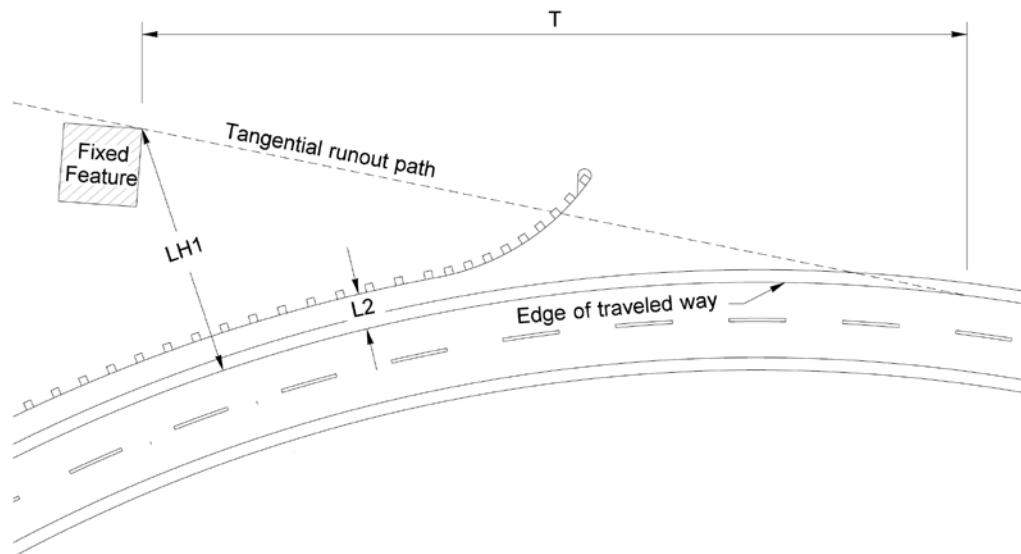 T
Tangential runout path
Fixed
Feature
LH1
L2
Edge of traveled way